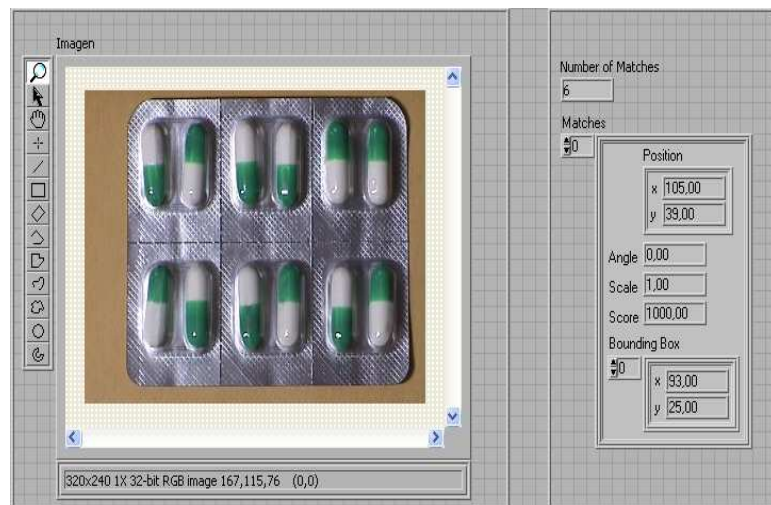 Imagen
320x240 1X 32-bit RGB image 167,115,76 (0,0)
Number of Matches
6
Matches
0
Position
x 105,00
y 39,00
Angle 0,00
Scale 1,00
Score 1000,00
Bounding Box
0
x 93,00
y 25,00